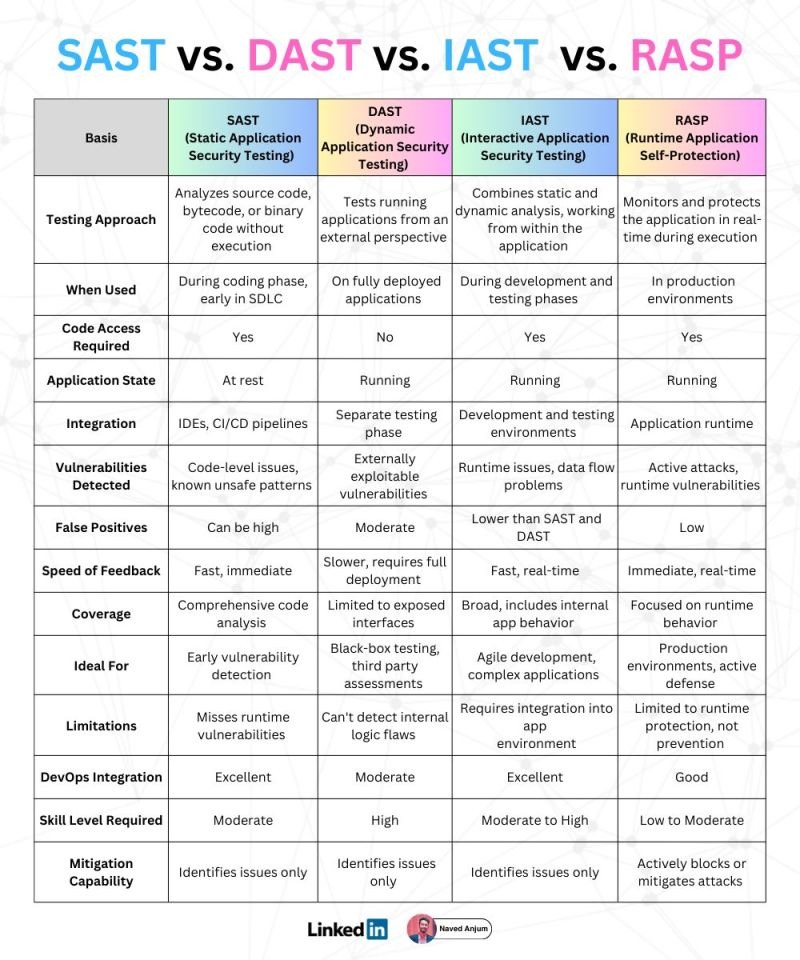 SAST vs. DAST vs. IAST vs. RASP
Basis
SAST
(Static Application
Security Testing)
DAST
(Dynamic
Application Security
Testing)
IAST
(Interactive Application
Security Testing)
RASP
(Runtime Application
Self-Protection)
Testing Approach
Analyzes source code,
bytecode, or binary
code without
execution
Tests running
applications from an
external perspective
Combines static and
dynamic analysis, working
from within the
application
Monitors and protects
the application in real-
time during execution
When Used
During coding phase,
early in SDLC
On fully deployed
applications
During development and
testing phases
In production
environments
Code Access
Required
Yes
No
Yes
Yes
Application State
At rest
Running
Running
Running
Integration
IDEs, CI/CD pipelines
Separate testing
phase
Development and testing
environments
Application runtime
Vulnerabilities
Detected
Code-level issues,
known unsafe patterns
Externally
exploitable
vulnerabilities
Runtime issues, data flow
problems
Active attacks,
runtime vulnerabilities
False Positives
Can be high
Moderate
Lower than SAST and
DAST
Low
Speed of Feedback
Fast, immediate
Slower, requires full
deployment
Fast, real-time
Immediate, real-time
Coverage
Comprehensive code
analysis
Limited to exposed
interfaces
Broad, includes internal
app behavior
Focused on runtime
behavior
Ideal For
Early vulnerability
detection
Black-box testing,
third party
assessments
Agile development,
complex applications
Production
environments, active
defense
Limitations
Misses runtime
vulnerabilities
Can't detect internal
logic flaws
Requires integration into
app
environment
Limited to runtime
protection, not
prevention
DevOps Integration
Excellent
Moderate
Excellent
Good
Skill Level Required
Moderate
High
Moderate to High
Low to Moderate
Mitigation
Capability
Identifies issues only
Identifies issues
only
Identifies issues only
Actively blocks or
mitigates attacks
Linked in
Naved Anjum